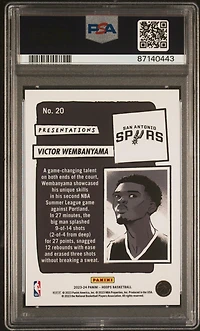 PSA
87140443
No. 20
PRESENTATIONS
VICTOR WEMBANYAMA
SAN ANTONIO
SPURS
A game-changing talent
on both ends of the court,
Wembanyama showcased
his unique skills
in his second NBA
Summer League game
against Portland.
In 27 minutes, the
big man splashed
9-of-14 shots
(2-of-4 from deep)
for 27 points, snagged
12 rebounds with ease
and erased three shots
without breaking a sweat.
PANINI
2023-24 PANINI - HOOPS BASKETBALL